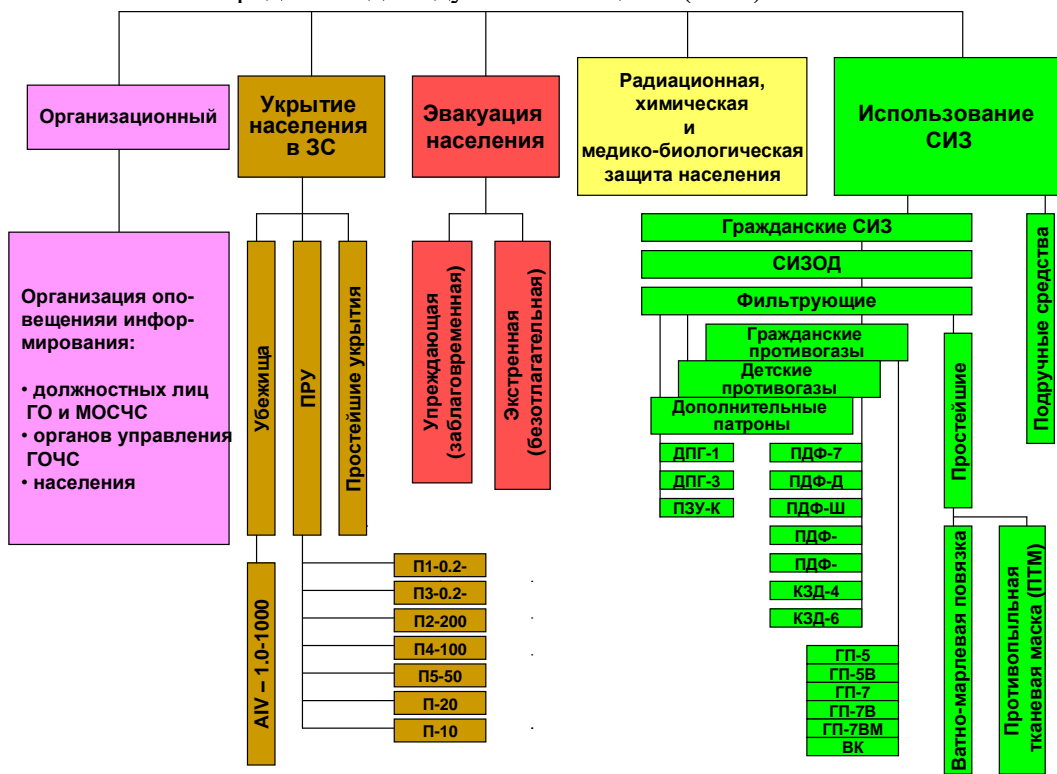 Организационный
Укрытие
населения
в ЗС
Эвакуация
населения
Радиационная,
химическая
и
медико-биологическая
защита населения
Использование
СИЗ
Организация опо-
вещенияи инфор-
мирования:
• должностных лиц
ГО и МОСЧС
• органов управления
ГОЧС
• населения
Убежища
ПРУ
Простейшие укрытия
AIV – 1.0-1000
П1-0.2-
П3-0.2-
П2-200
П4-100
П5-50
П-20
П-10
Упреждающая
(заблаговременная)
Экстренная
(безотлагательная)
Гражданские СИЗ
СИЗОД
Фильтрующие
Гражданские
противогазы
Детские
противогазы
Дополнительные
патроны
ДПГ-1
ДПГ-3
ПЗУ-К
ПДФ-7
ПДФ-Д
ПДФ-Ш
ПДФ-
ПДФ-
КЗД-4
КЗД-6
ГП-5
ГП-5В
ГП-7
ГП-7В
ГП-7ВМ
ВК
Простейшие
Ватно-марлевая повязка
Противопыльная
тканевая маска (ПТМ)
Подручные средства